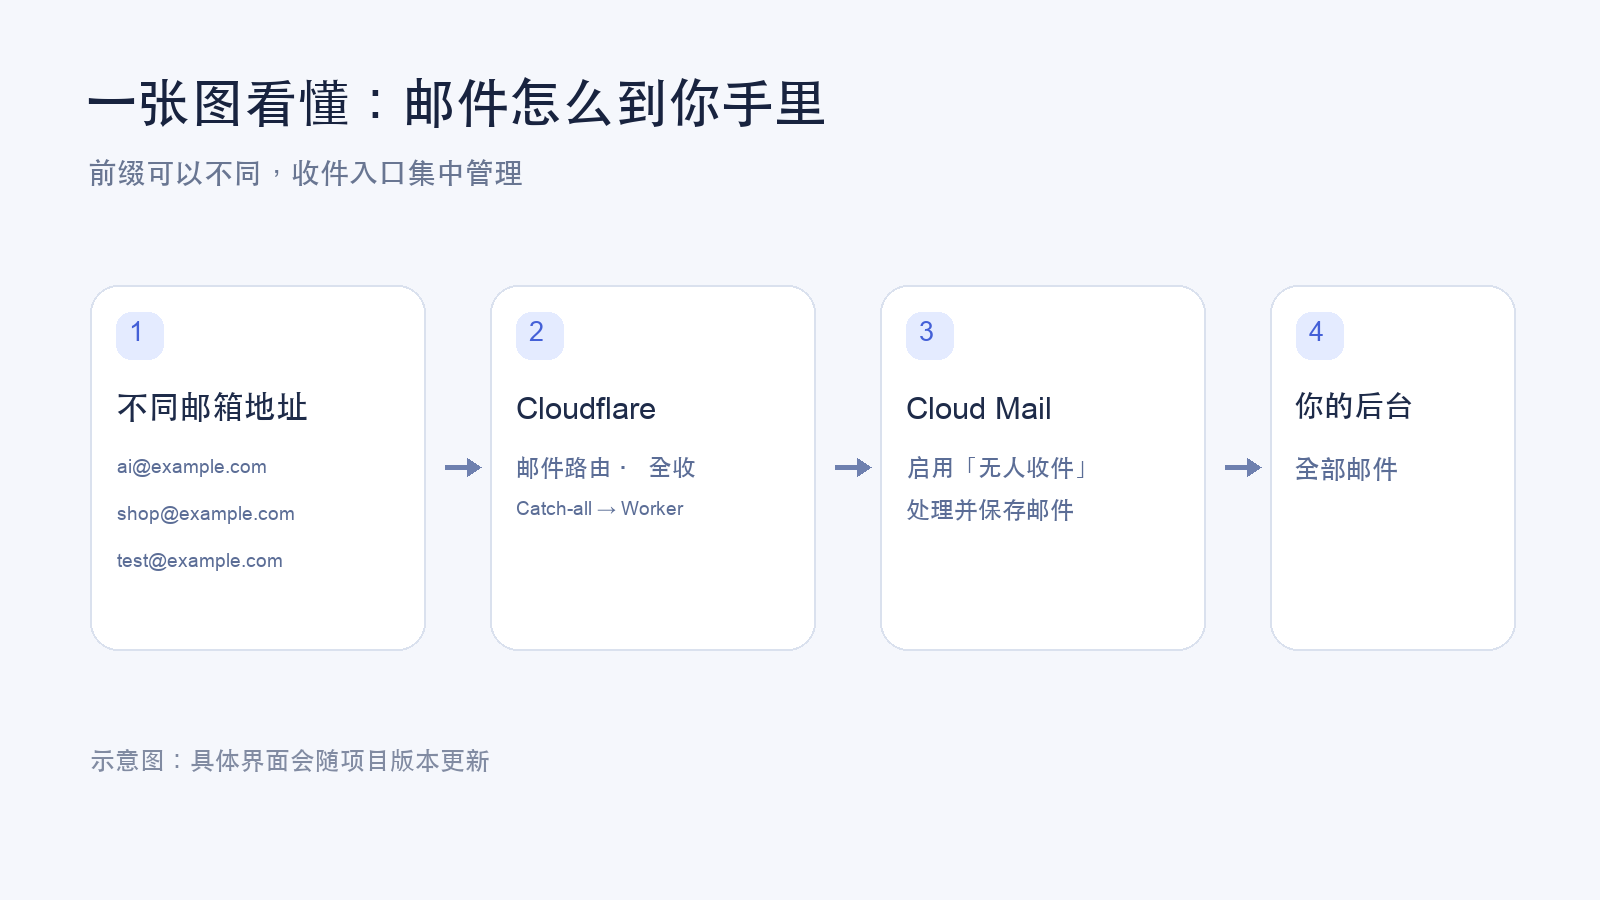 一张图看懂：邮件怎么到你手里
前缀可以不同，收件入口集中管理
1
不同邮箱地址
ai@example.com
shop@example.com
test@example.com
2
Cloudflare
邮件路由 · 全收
Catch-all → Worker
3
Cloud Mail
启用「无人收件」
处理并保存邮件
4
你的后台
全部邮件
示意图：具体界面会随项目版本更新